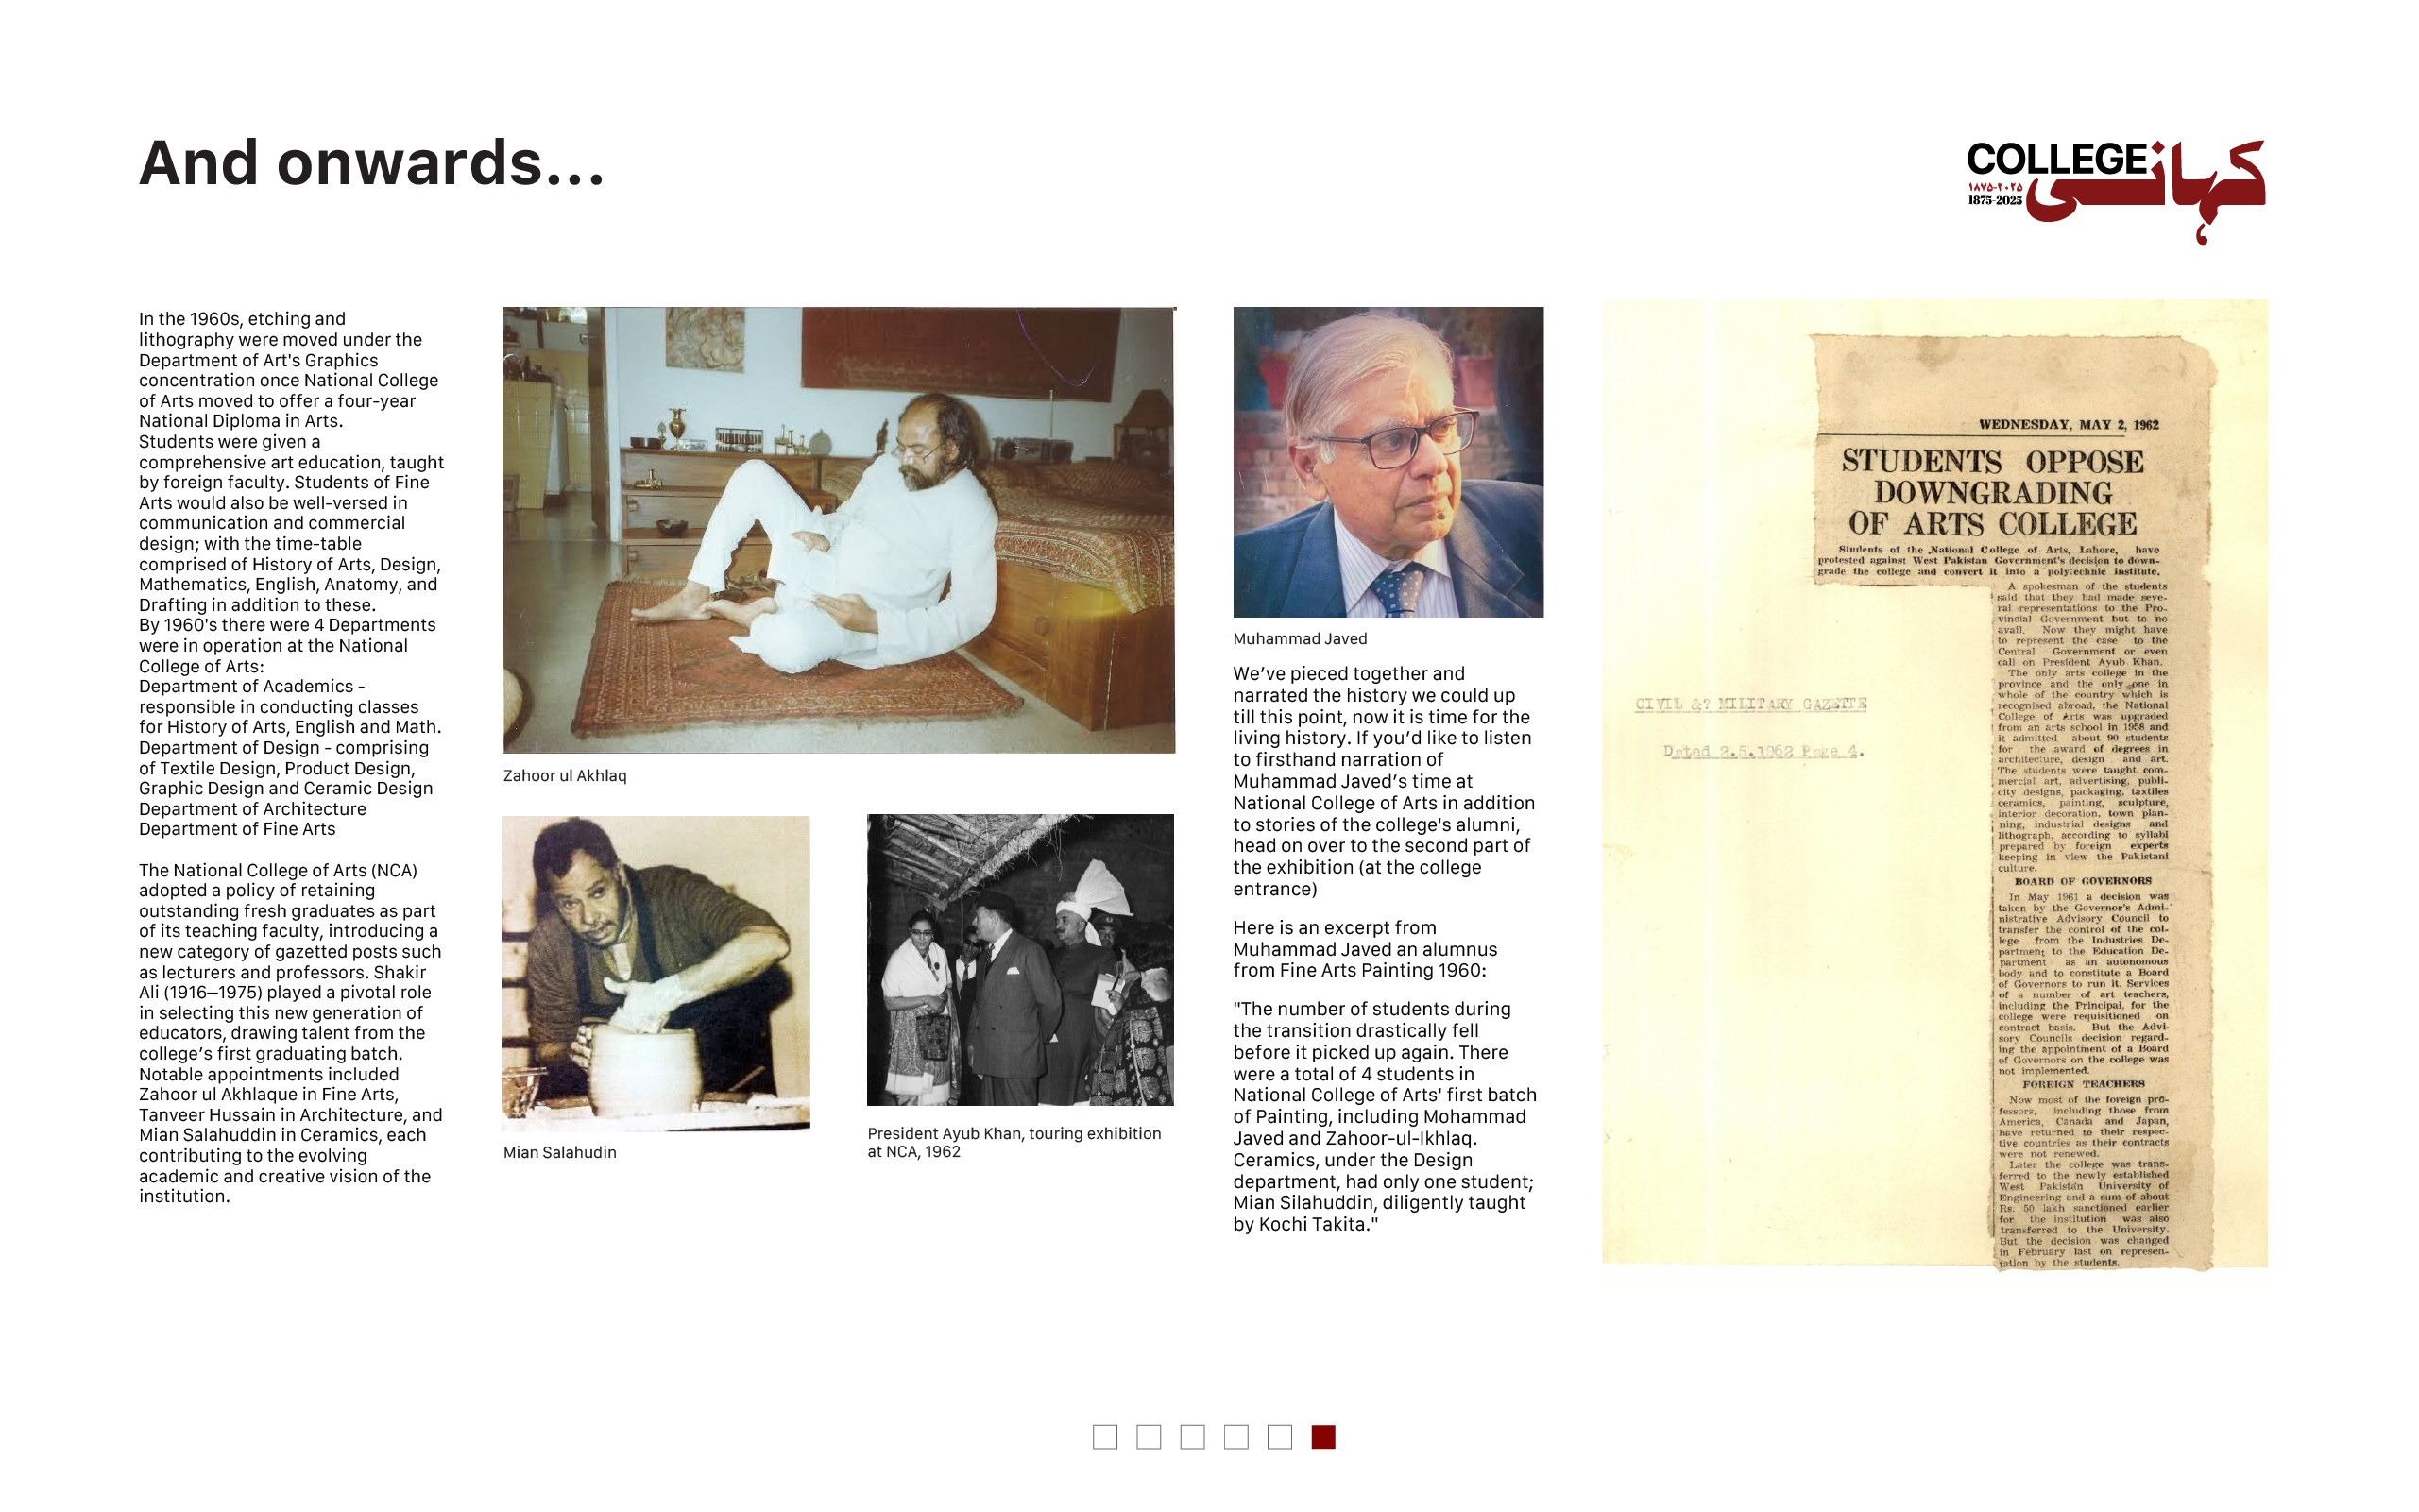 And onwards...
COLLEGE کہانی
۱۸۷۵-۲۰۲۵
1875-2025
In the 1960s, etching and
lithography were moved under the
Department of Art's Graphics
concentration once National College
of Arts moved to offer a four-year
National Diploma in Arts.
Students were given a
comprehensive art education, taught
by foreign faculty. Students of Fine
Arts would also be well-versed in
communication and commercial
design; with the time-table
comprised of History of Arts, Design,
Mathematics, English, Anatomy, and
Drafting in addition to these.
By 1960's there were 4 Departments
were in operation at the National
College of Arts:
Department of Academics -
responsible in conducting classes
for History of Arts, English and Math.
Department of Design - comprising
of Textile Design, Product Design,
Graphic Design and Ceramic Design
Department of Architecture
Department of Fine Arts
The National College of Arts (NCA)
adopted a policy of retaining
outstanding fresh graduates as part
of its teaching faculty, introducing a
new category of gazetted posts such
as lecturers and professors. Shakir
Ali (1916–1975) played a pivotal role
in selecting this new generation of
educators, drawing talent from the
college’s first graduating batch.
Notable appointments included
Zahoor ul Akhlaque in Fine Arts,
Tanveer Hussain in Architecture, and
Mian Salahuddin in Ceramics, each
contributing to the evolving
academic and creative vision of the
institution.
Zahoor ul Akhlaq
Mian Salahudin
President Ayub Khan, touring exhibition
at NCA, 1962
Muhammad Javed
We’ve pieced together and
narrated the history we could up
till this point, now it is time for the
living history. If you’d like to listen
to firsthand narration of
Muhammad Javed’s time at
National College of Arts in addition
to stories of the college's alumni,
head on over to the second part of
the exhibition (at the college
entrance)
Here is an excerpt from
Muhammad Javed an alumnus
from Fine Arts Painting 1960:
"The number of students during
the transition drastically fell
before it picked up again. There
were a total of 4 students in
National College of Arts' first batch
of Painting, including Mohammad
Javed and Zahoor-ul-Ikhlaq.
Ceramics, under the Design
department, had only one student;
Mian Silahuddin, diligently taught
by Kochi Takita."
CIVIL &? MILITARY GAZETTE
Dated 2.5.1962 Page 4.
WEDNESDAY, MAY 2, 1962
STUDENTS OPPOSE
DOWNGRADING
OF ARTS COLLEGE
Students of the National College of Arts, Lahore, have
protested against West Pakistan Government's decision to down-
grade the college and convert it into a polytechnic institute.
A spokesman of the students
said that they had made seve-
ral representations to the Pro-
vincial Government but to no
avail. Now they might have
to represent the case to the
Central Government or even
call on President Ayub Khan.
The only arts college in the
province and the only one in
whole of the country which is
recognised abroad, the National
College of Arts was upgraded
from an arts school in 1958 and
it admitted about 90 students
for the award of degrees in
architecture, design and art.
The students were taught com-
mercial art, advertising, publi-
city designs, packaging, taxtiles
ceramics, painting, sculpture,
interior decoration, town plan-
ning, industrial designs and
lithograph, according to syllabi
prepared by foreign experts
keeping in view the Pakistani
culture.
BOARD OF GOVERNORS
In May 1961 a decision was
taken by the Governor's Admi-
nistrative Advisory Council to
transfer the control of the col-
lege from the Industries De-
partment to the Education De-
partment as an autonomous
body and to constitute a Board
of Governors to run it. Services
of a number of art teachers,
including the Principal, for the
college were requisitioned on
contract basis. But the Advi-
sory Councils decision regard-
ing the appointment of a Board
of Governors on the college was
not implemented.
FOREIGN TEACHERS
Now most of the foreign pro-
fessors, including those from
America, Canada and Japan,
have returned to their respec-
tive countries as their contracts
were not renewed.
Later the college was trans-
ferred to the newly established
West Pakistan University of
Engineering and a sum of about
Rs. 50 lakh sanctioned earlier
for the institution was also
transferred to the University.
But the decision was changed
in February last on represen-
tation by the students.